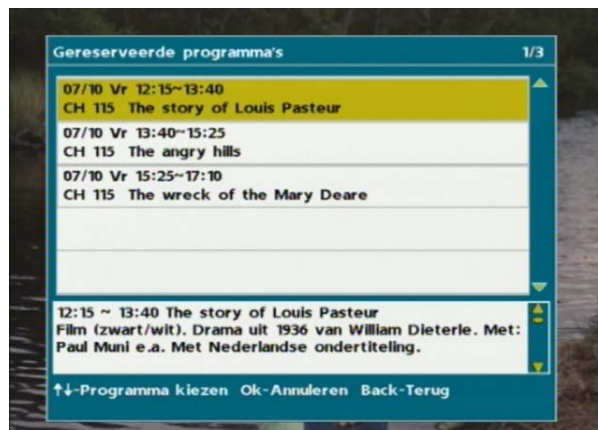 Gereserveerde programma's 1/3
07/10 Vr 12:15~13:40
CH 115 The story of Louis Pasteur
07/10 Vr 13:40~15:25
CH 115 The angry hills
07/10 Vr 15:25~17:10
CH 115 The wreck of the Mary Deare
12:15 ~ 13:40 The story of Louis Pasteur
Film (zwart/wit). Drama uit 1936 van William Dieterle. Met:
Paul Muni e.a. Met Nederlandse ondertiteling.
↑↓-Programma kiezen Ok-Annuleren Back-Terug